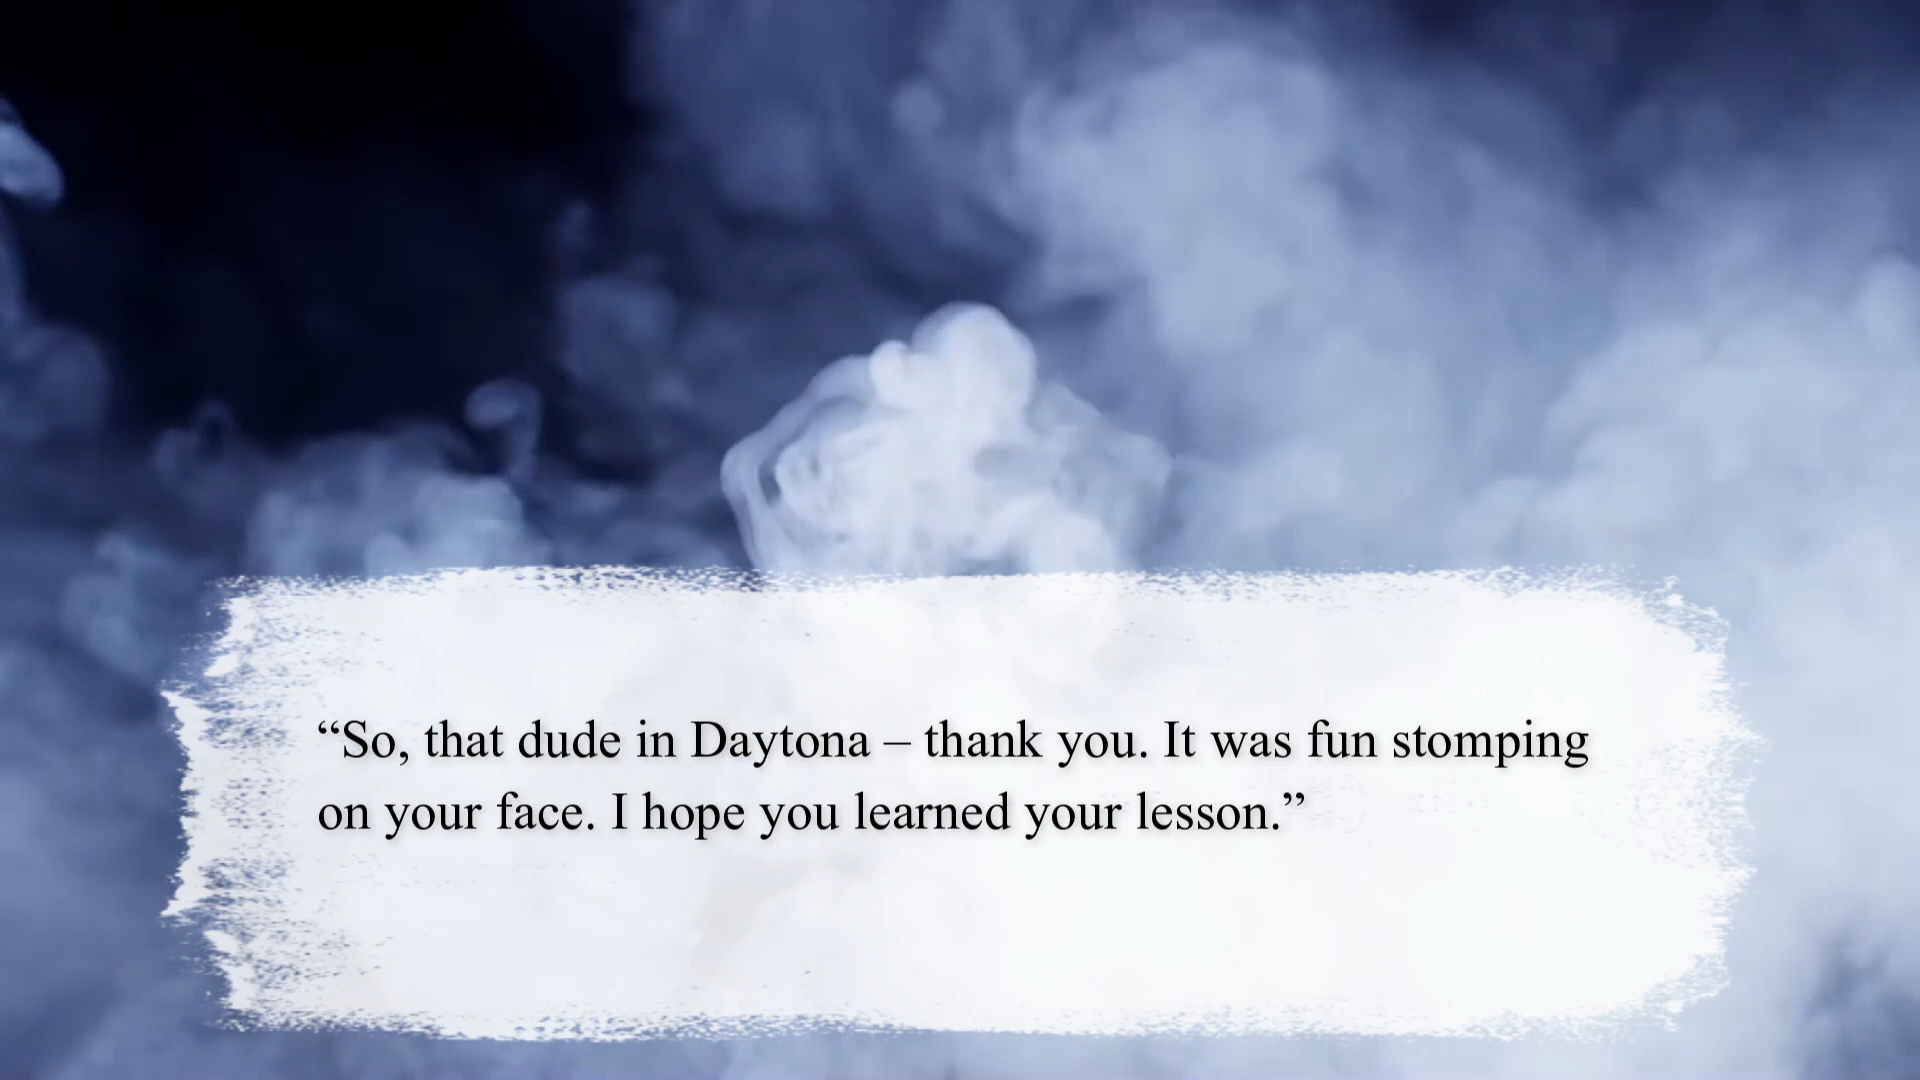 “So, that dude in Daytona – thank you. It was fun stomping
on your face. I hope you learned your lesson.”